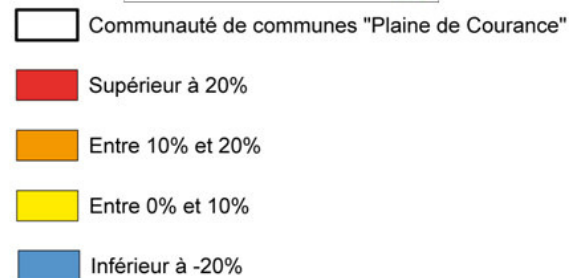 Communauté de communes "Plaine de Courance"
Supérieur à 20%
Entre 10% et 20%
Entre 0% et 10%
Inférieur à -20%